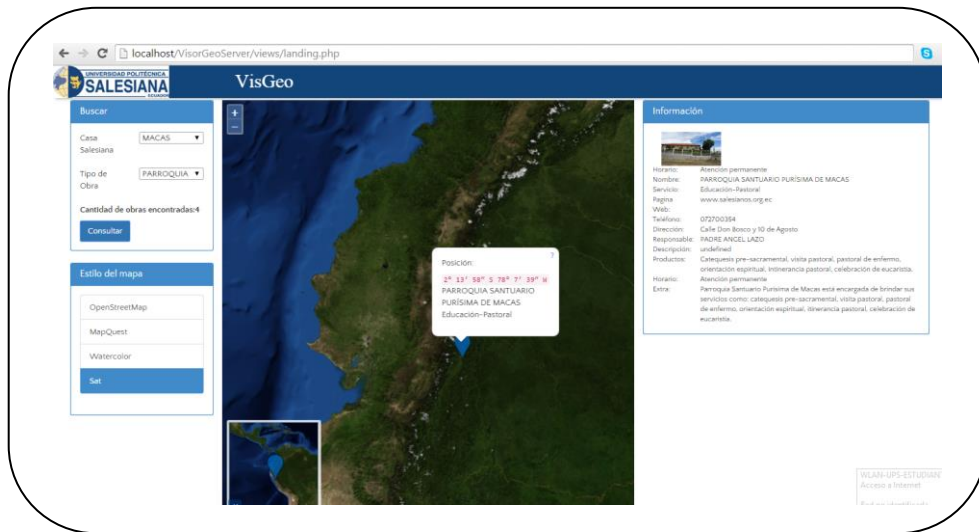 localhost/VisorGeoServer/views/landing.php
UNIVERSIDAD POLITÉCNICA
SALESIANA
ECUADOR
VisGeo
Buscar
Casa
Salesiana
MACAS
Tipo de
Obra
PARROQUIA
Cantidad de obras encontradas:4
Consultar
Estilo del mapa
OpenStreetMap
MapQuest
Watercolor
Sat
+
−
Posición:
2° 13' 58" S 78° 7' 39" W
PARROQUIA SANTUARIO
PURÍSIMA DE MACAS
Educación-Pastoral
Información
Horario: Atención permanente
Nombre: PARROQUIA SANTUARIO PURÍSIMA DE MACAS
Servicio: Educación-Pastoral
Pagina www.salesianos.org.ec
Web:
Teléfono: 072700354
Dirección: Calle Don Bosco y 10 de Agosto
Responsable: PADRE ANGEL LAZO
Descripción: undefined
Productos: Catequesis pre-sacramental, visita pastoral, pastoral de enfermo,
orientación espiritual, itinerancia pastoral, celebración de eucarista.
Horario: Atención permanente
Extra: Parroquia Santuario Purisima de Macas está encargada de brindar sus
servicios como: catequesis pre-sacramental, visita pastoral, pastoral
de enfermo, orientación espiritual, itinerancia pastoral, celebración de
eucarista.
WLAN-UPS-ESTUDIAN
Acceso a Internet